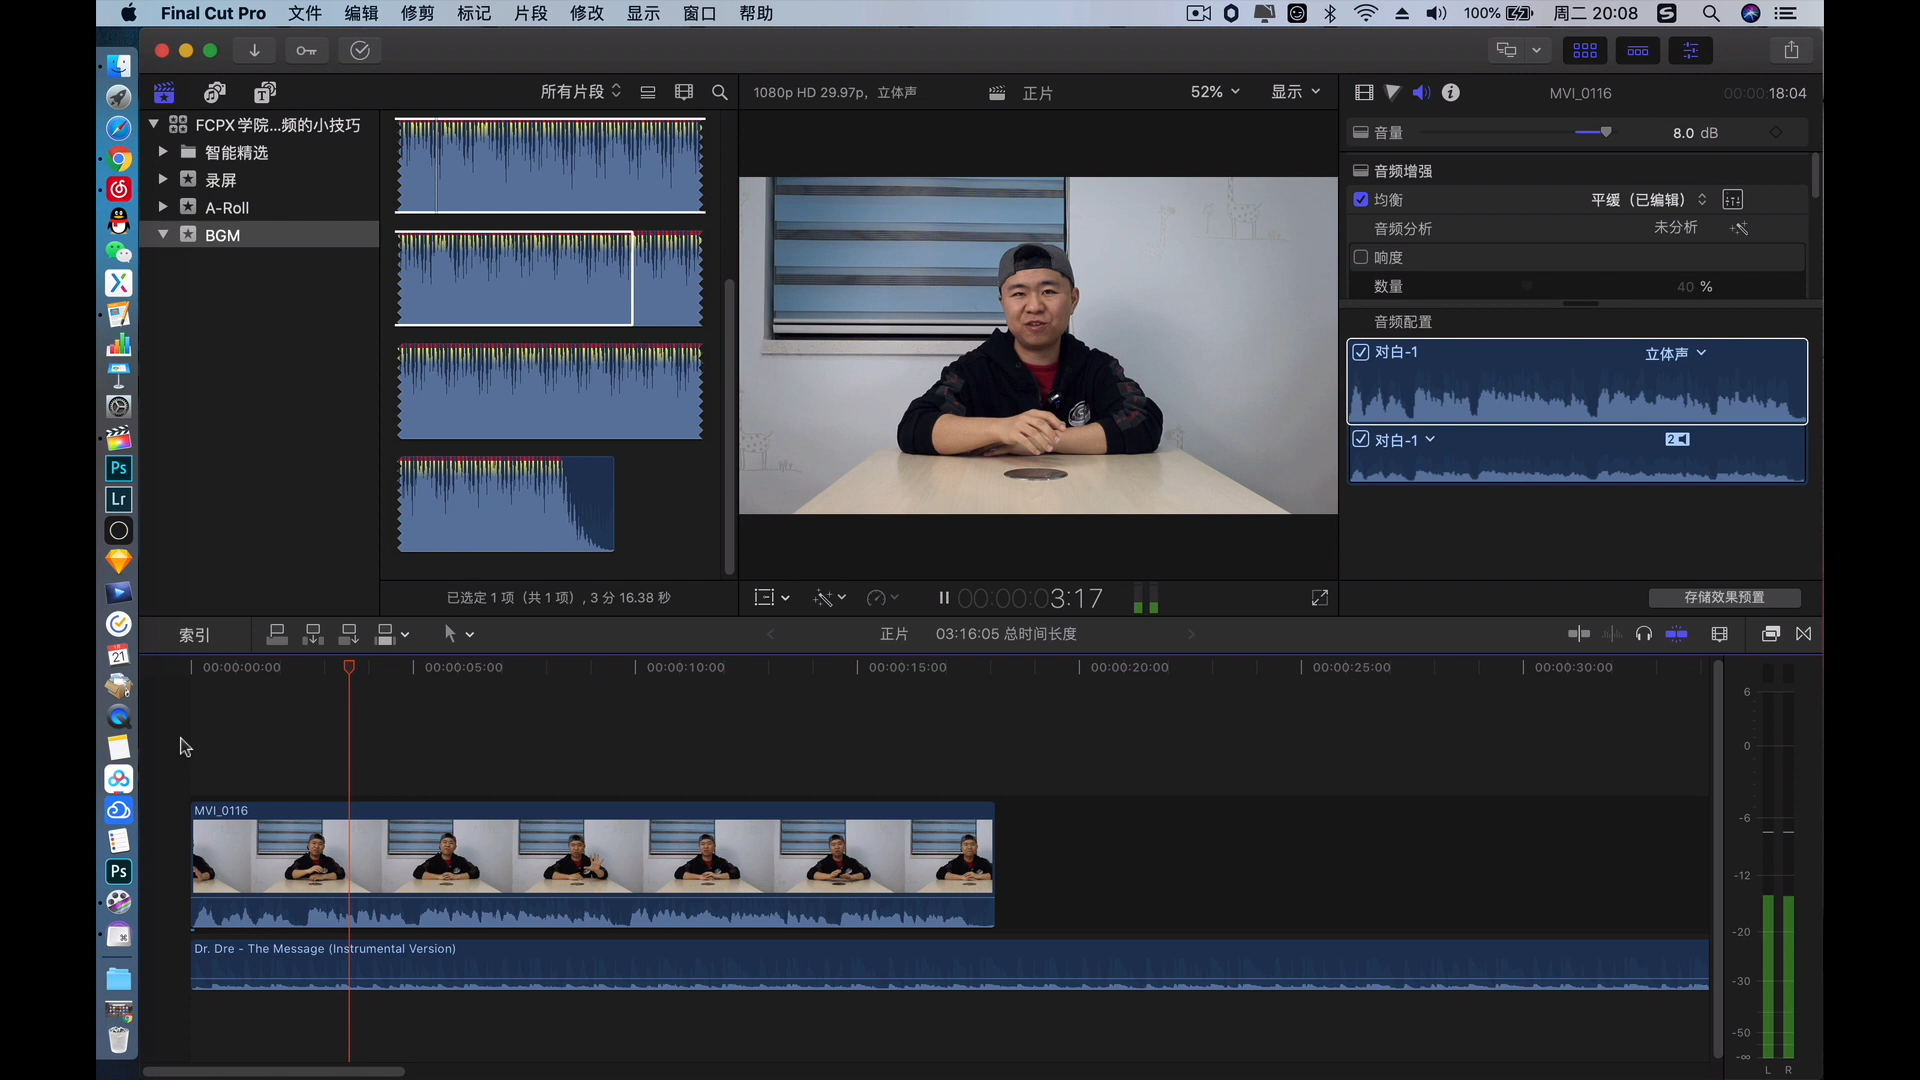 Final Cut Pro 文件 编辑 修剪 标记 片段 修改 显示 窗口 帮助
100% 周二 20:08
所有片段
1080p HD 29.97p, 立体声
正片
52%
显示
MVI_0116
00:00:00:18:04
FCPX学院...频的小技巧
智能精选
录屏
A-Roll
BGM
音量 8.0 dB
音频增强
均衡 平缓（已编辑）
音频分析 未分析
响度
数量 40 %
音频配置
对白-1 立体声
对白-1 2
已选定 1 项（共 1 项）, 3 分 16.38 秒
00:00:00:03:17
存储效果预置
索引
正片 03:16:05 总时间长度
00:00:00:00 00:00:05:00 00:00:10:00 00:00:15:00 00:00:20:00 00:00:25:00 00:00:30:00
MVI_0116
Dr. Dre - The Message (Instrumental Version)
6
0
-6
-12
-20
-30
-50
-∞
L R
Ps
Lr
21
Ps